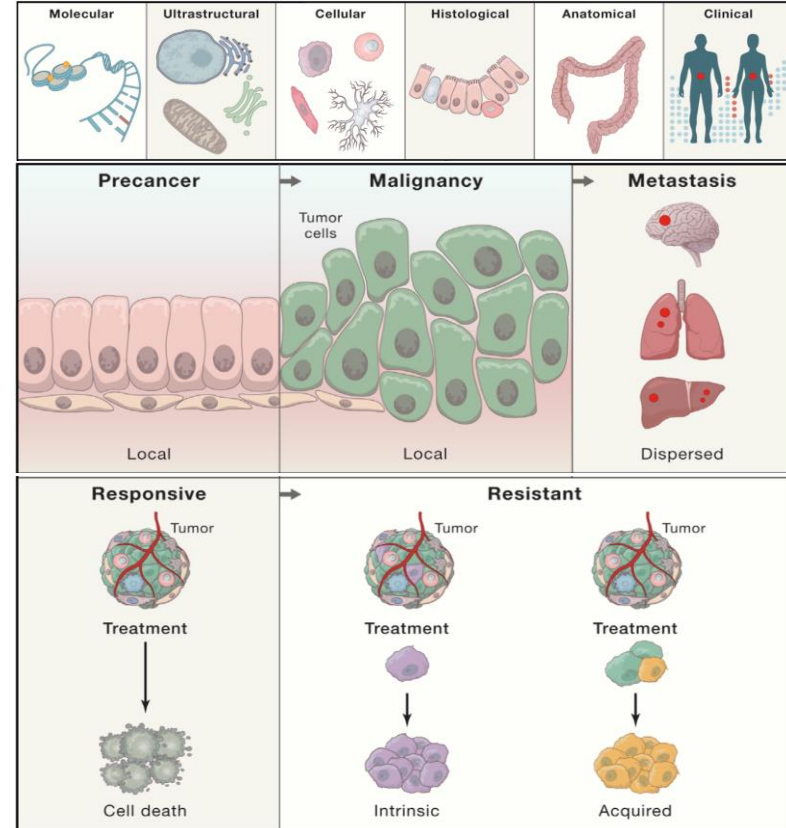 Molecular
Ultrastructural
Cellular
Histological
Anatomical
Clinical
Precancer
Malignancy
Metastasis
Tumor
cells
Local
Local
Dispersed
Responsive
Resistant
Tumor
Tumor
Tumor
Treatment
Treatment
Treatment
Cell death
Intrinsic
Acquired